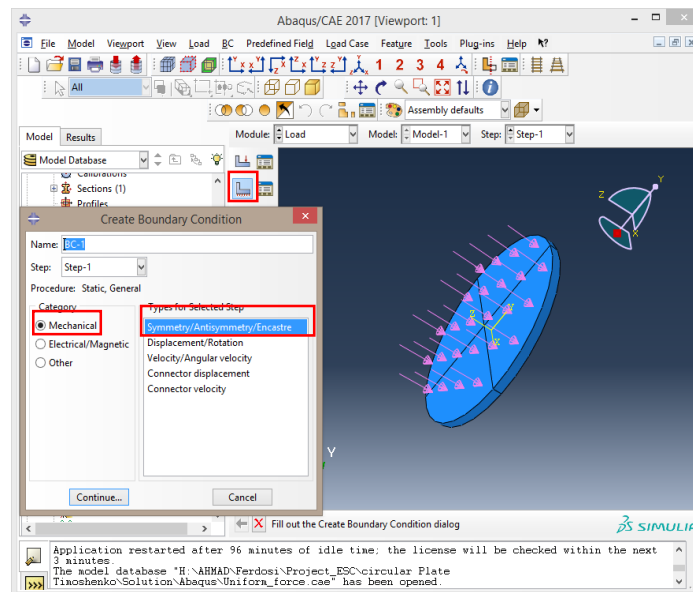 Abaqus/CAE 2017 [Viewport: 1]
File Model Viewport View Load BC Predefined Field Load Case Feature Tools Plug-ins Help
1 2 3 4
All
Assembly defaults
Model Results
Module: Load Model: Model-1 Step: Step-1
Model Database
Calibrations
Sections (1)
Profiles
Create Boundary Condition
Name: BC-1
Step: Step-1
Procedure: Static, General
Category
Types for Selected Step
Mechanical
Symmetry/Antisymmetry/Encastre
Electrical/Magnetic
Displacement/Rotation
Other
Velocity/Angular velocity
Connector displacement
Connector velocity
Continue...
Cancel
Y
Z
X
Z
Y
X
Y
Fill out the Create Boundary Condition dialog
SIMULIA
Application restarted after 96 minutes of idle time; the license will be checked within the next
3 minutes.
The model database "H:\AHMAD\Ferdosi\Project_ESC\circular Plate
Timoshenko\Solution\Abaqus\Uniform_force.cae" has been opened.
>>>